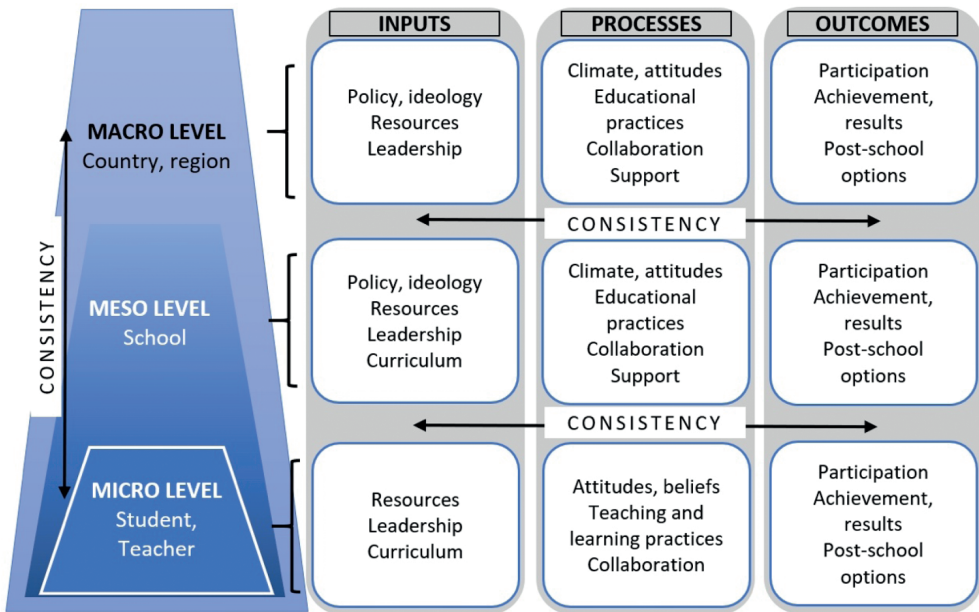 INPUTS
PROCESSES
OUTCOMES
MACRO LEVEL
Country, region
Policy, ideology
Resources
Leadership
Climate, attitudes
Educational
practices
Collaboration
Support
Participation
Achievement,
results
Post-school
options
CONSISTENCY
CONSISTENCY
MESO LEVEL
School
Policy, ideology
Resources
Leadership
Curriculum
Climate, attitudes
Educational
practices
Collaboration
Support
Participation
Achievement,
results
Post-school
options
CONSISTENCY
MICRO LEVEL
Student,
Teacher
Resources
Leadership
Curriculum
Attitudes, beliefs
Teaching and
learning practices
Collaboration
Participation
Achievement,
results
Post-school
options